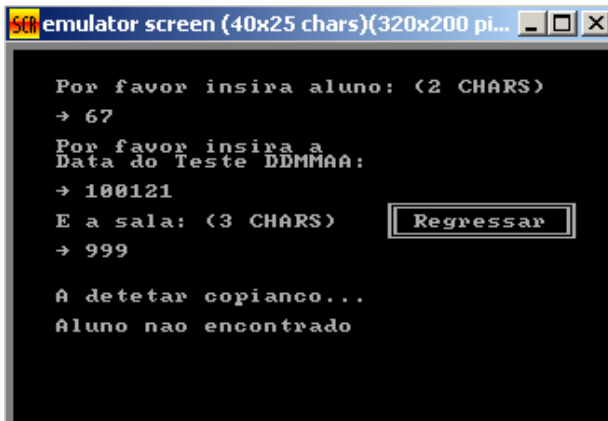 SCR emulator screen (40x25 chars)(320x200 pi...
Por favor insira aluno: (2 CHARS)
→ 67
Por favor insira a
Data do Teste DDMMAA:
→ 100121
E a sala: (3 CHARS)
Regressar
→ 999
A detetar copianco...
Aluno nao encontrado